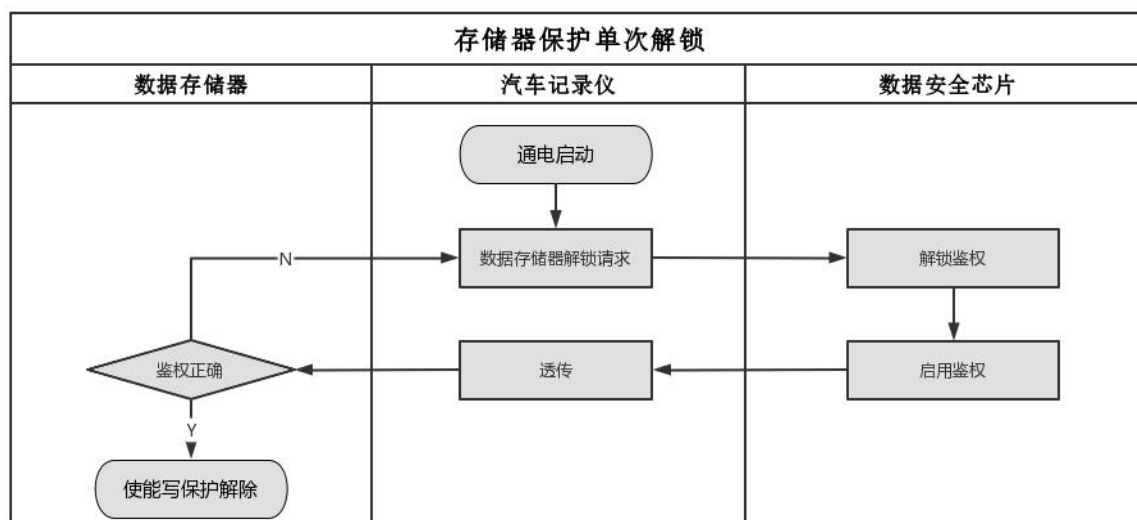 存储器保护单次解锁
数据存储器
汽车记录仪
数据安全芯片
通电启动
N
数据存储器解锁请求
解锁鉴权
鉴权正确
透传
启用鉴权
Y
使能写保护解除